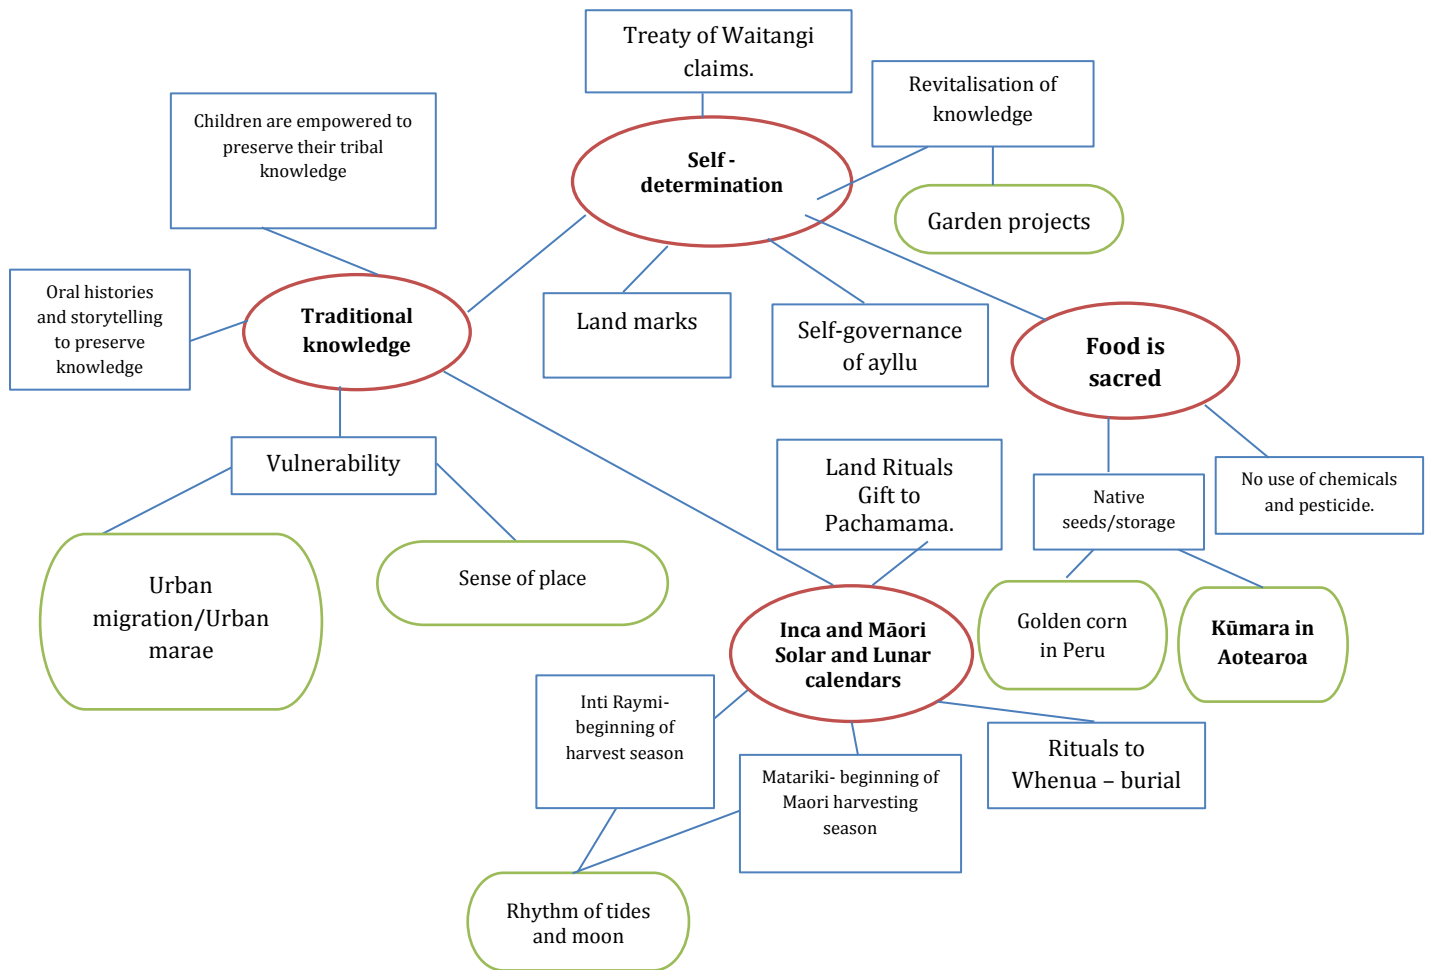 Treaty of Waitangi
claims.
Revitalisation of
knowledge
Children are empowered to
preserve their tribal
knowledge
Self -
determination
Garden projects
Oral histories
and storytelling
to preserve
knowledge
Traditional
knowledge
Land marks
Self-governance
of ayllu
Food is
sacred
Vulnerability
Land Rituals
Gift to
Pachamama.
Native
seeds/storage
No use of chemicals
and pesticide.
Urban
migration/Urban
marae
Sense of place
Inca and Māori
Solar and Lunar
calendars
Golden corn
in Peru
Kūmara in
Aotearoa
Inti Raymi-
beginning of
harvest season
Matariki- beginning of
Maori harvesting
season
Rituals to
Whenua – burial
Rhythm of tides
and moon